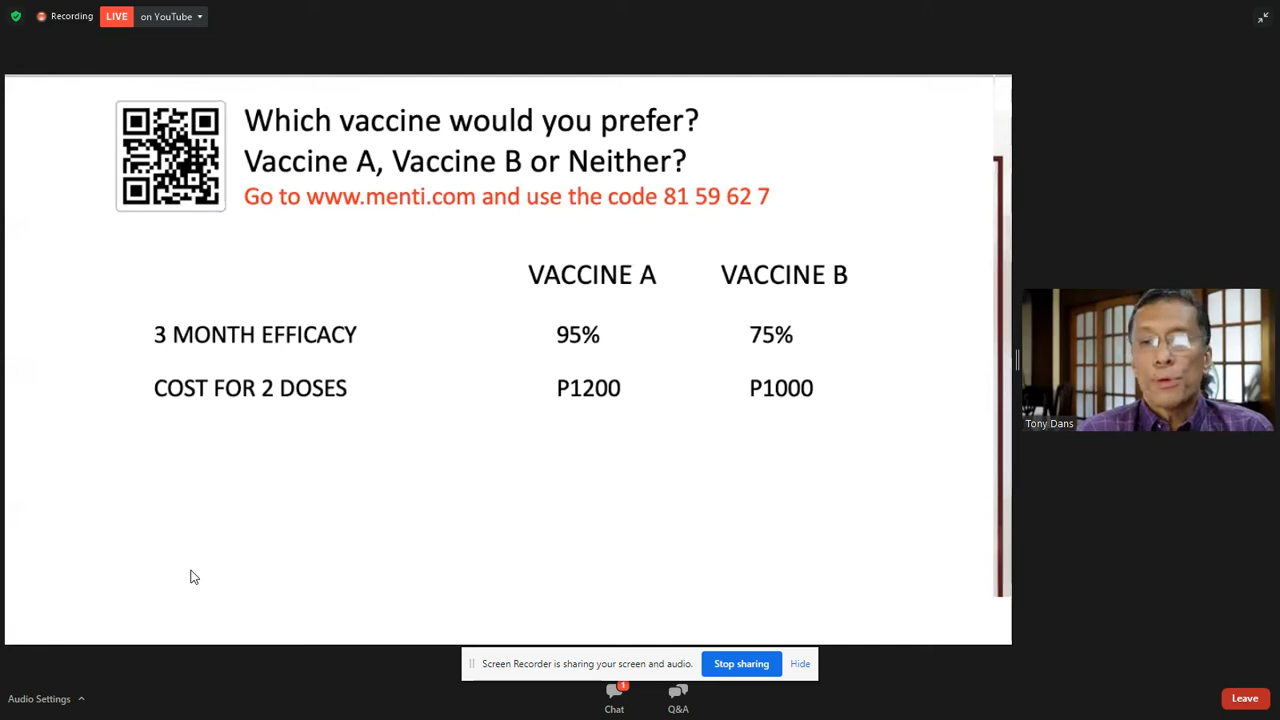 Recording
LIVE
on YouTube
Which vaccine would you prefer?
Vaccine A, Vaccine B or Neither?
Go to www.menti.com and use the code 81 59 62 7
VACCINE A VACCINE B
3 MONTH EFFICACY 95% 75%
COST FOR 2 DOSES P1200 P1000
Tony Dans
Screen Recorder is sharing your screen and audio. Stop sharing Hide
Audio Settings
1
Chat
Q&A
Leave